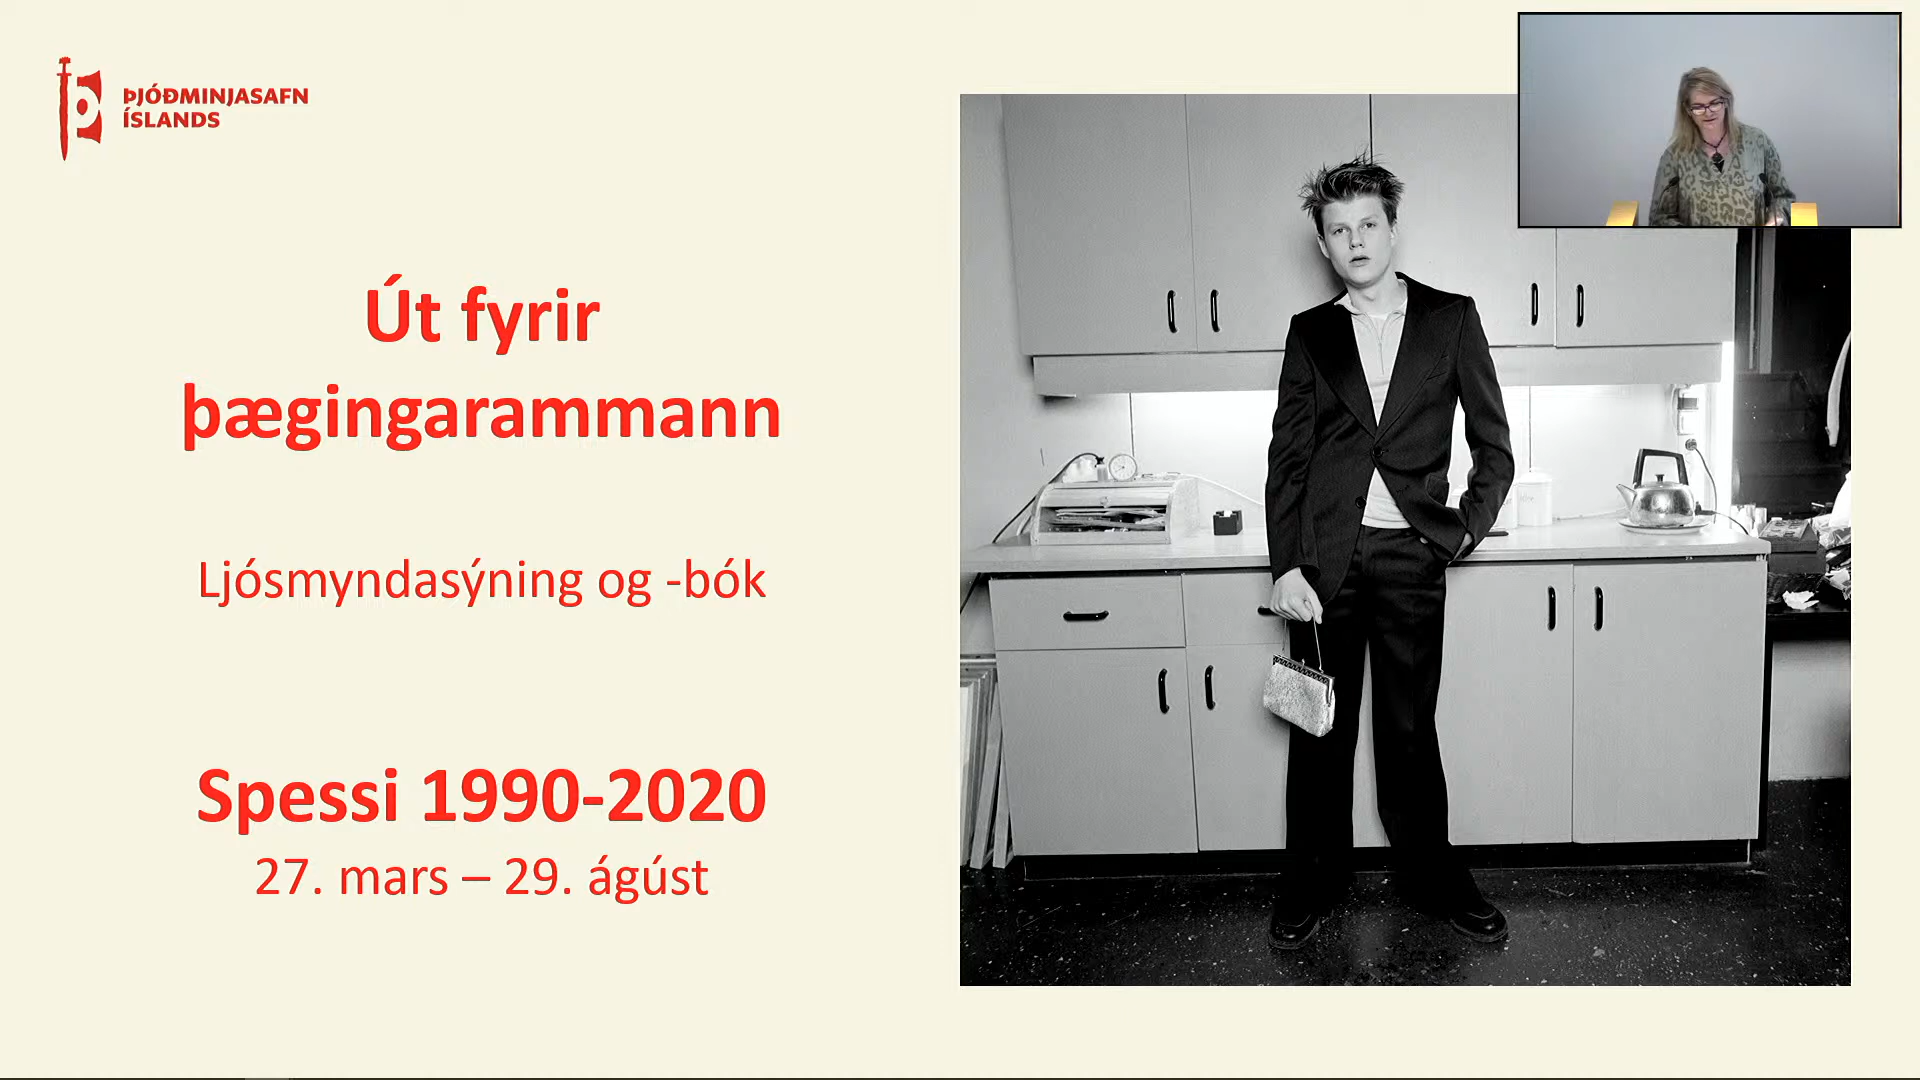 ÞJÓÐMINJASAFN
ÍSLANDS
Út fyrir
þægingarammann
Ljósmyndasýning og -bók
Spessi 1990-2020
27. mars – 29. ágúst